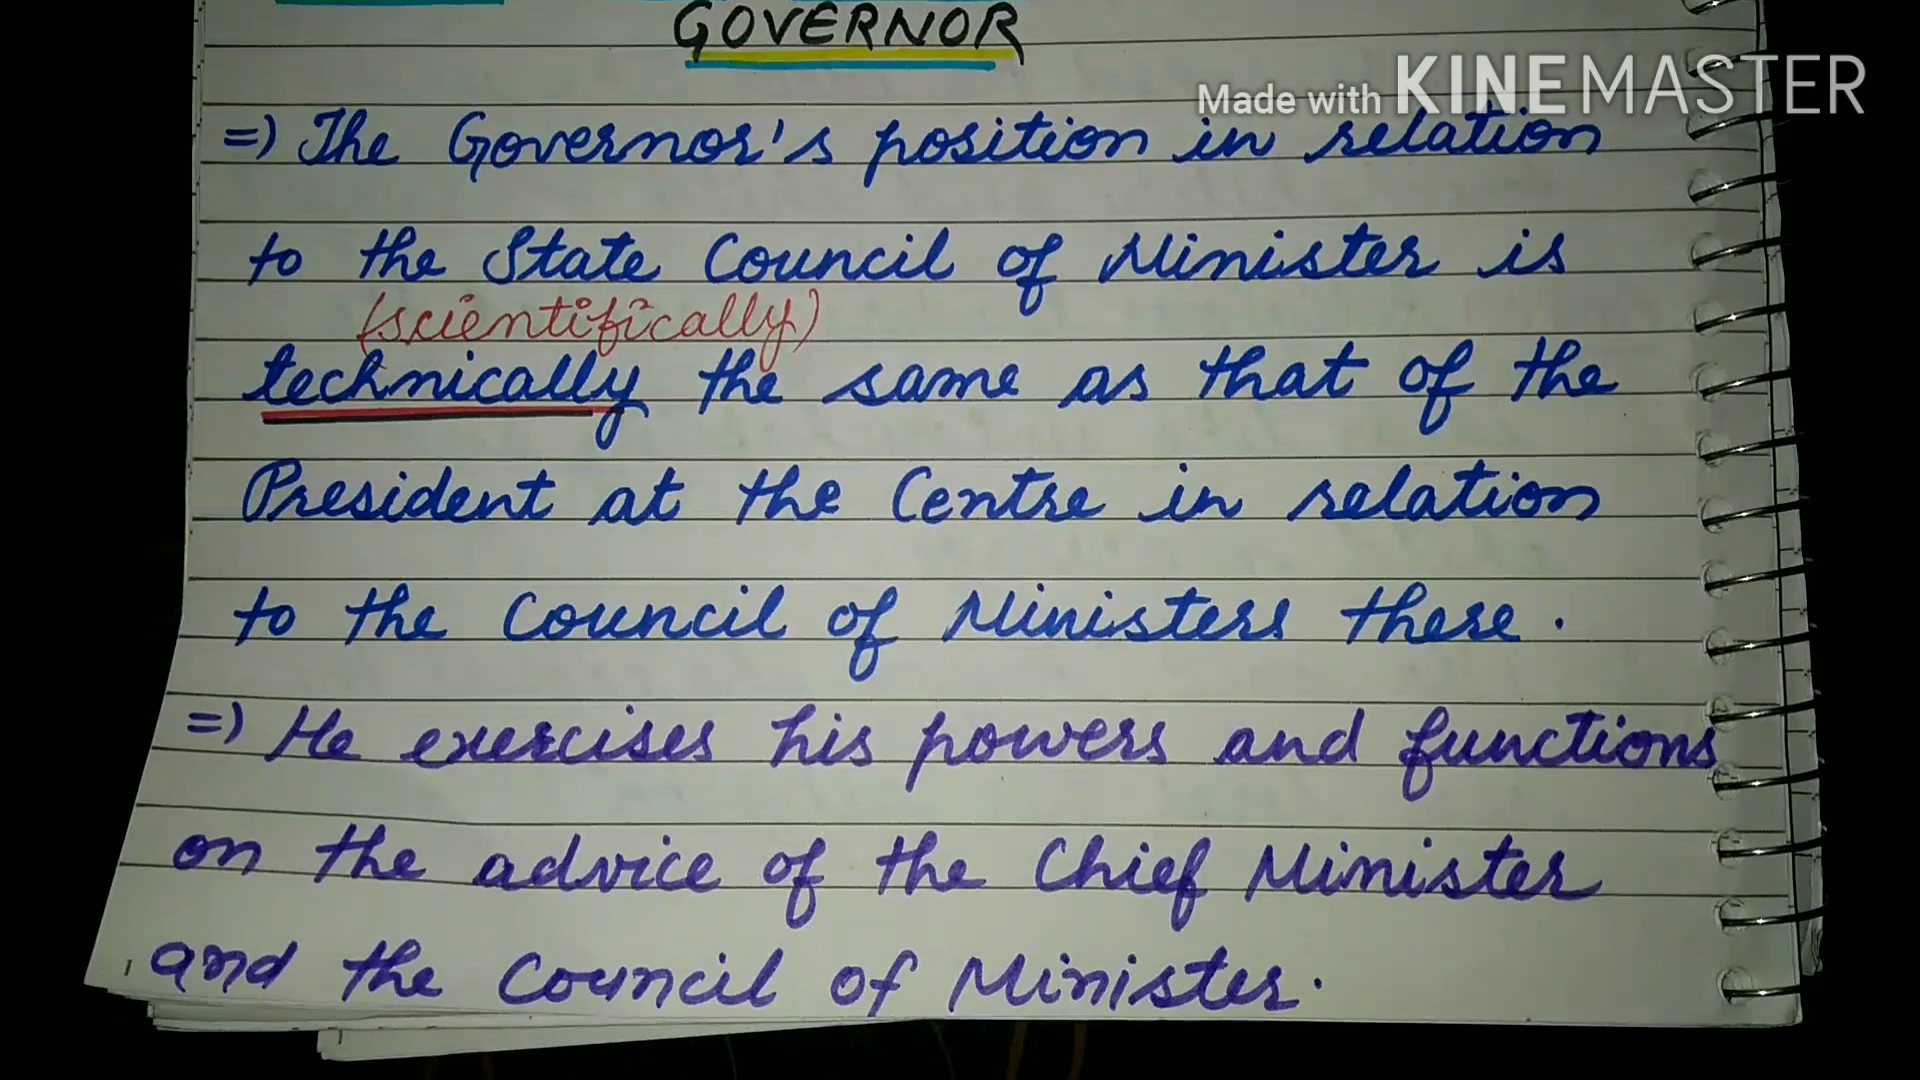 GOVERNOR
Made with KINEMASTER
=) The Governor's position in relation
to the State Council of Minister is
(scientifically)
technically the same as that of the
President at the Centre in relation
to the Council of Ministers there.
=) He exercises his powers and functions
on the advice of the Chief Minister
and the Council of Minister.